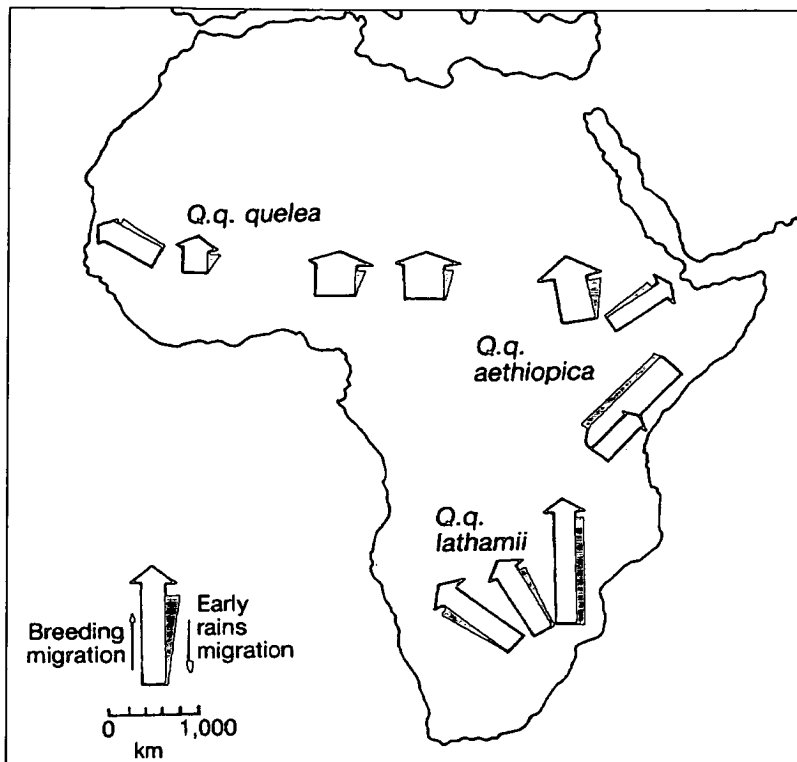 Q.q. quelea
Q.q.
aethiopica
Q.q.
lathamii
Breeding
migration
Early
rains
migration
0 1,000
km